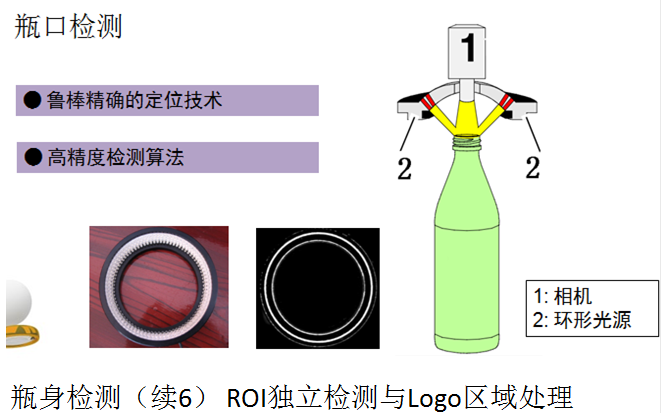 瓶口检测
● 鲁棒精确的定位技术
● 高精度检测算法
1
2
2
1: 相机
2: 环形光源
瓶身检测（续6） ROI独立检测与Logo区域处理